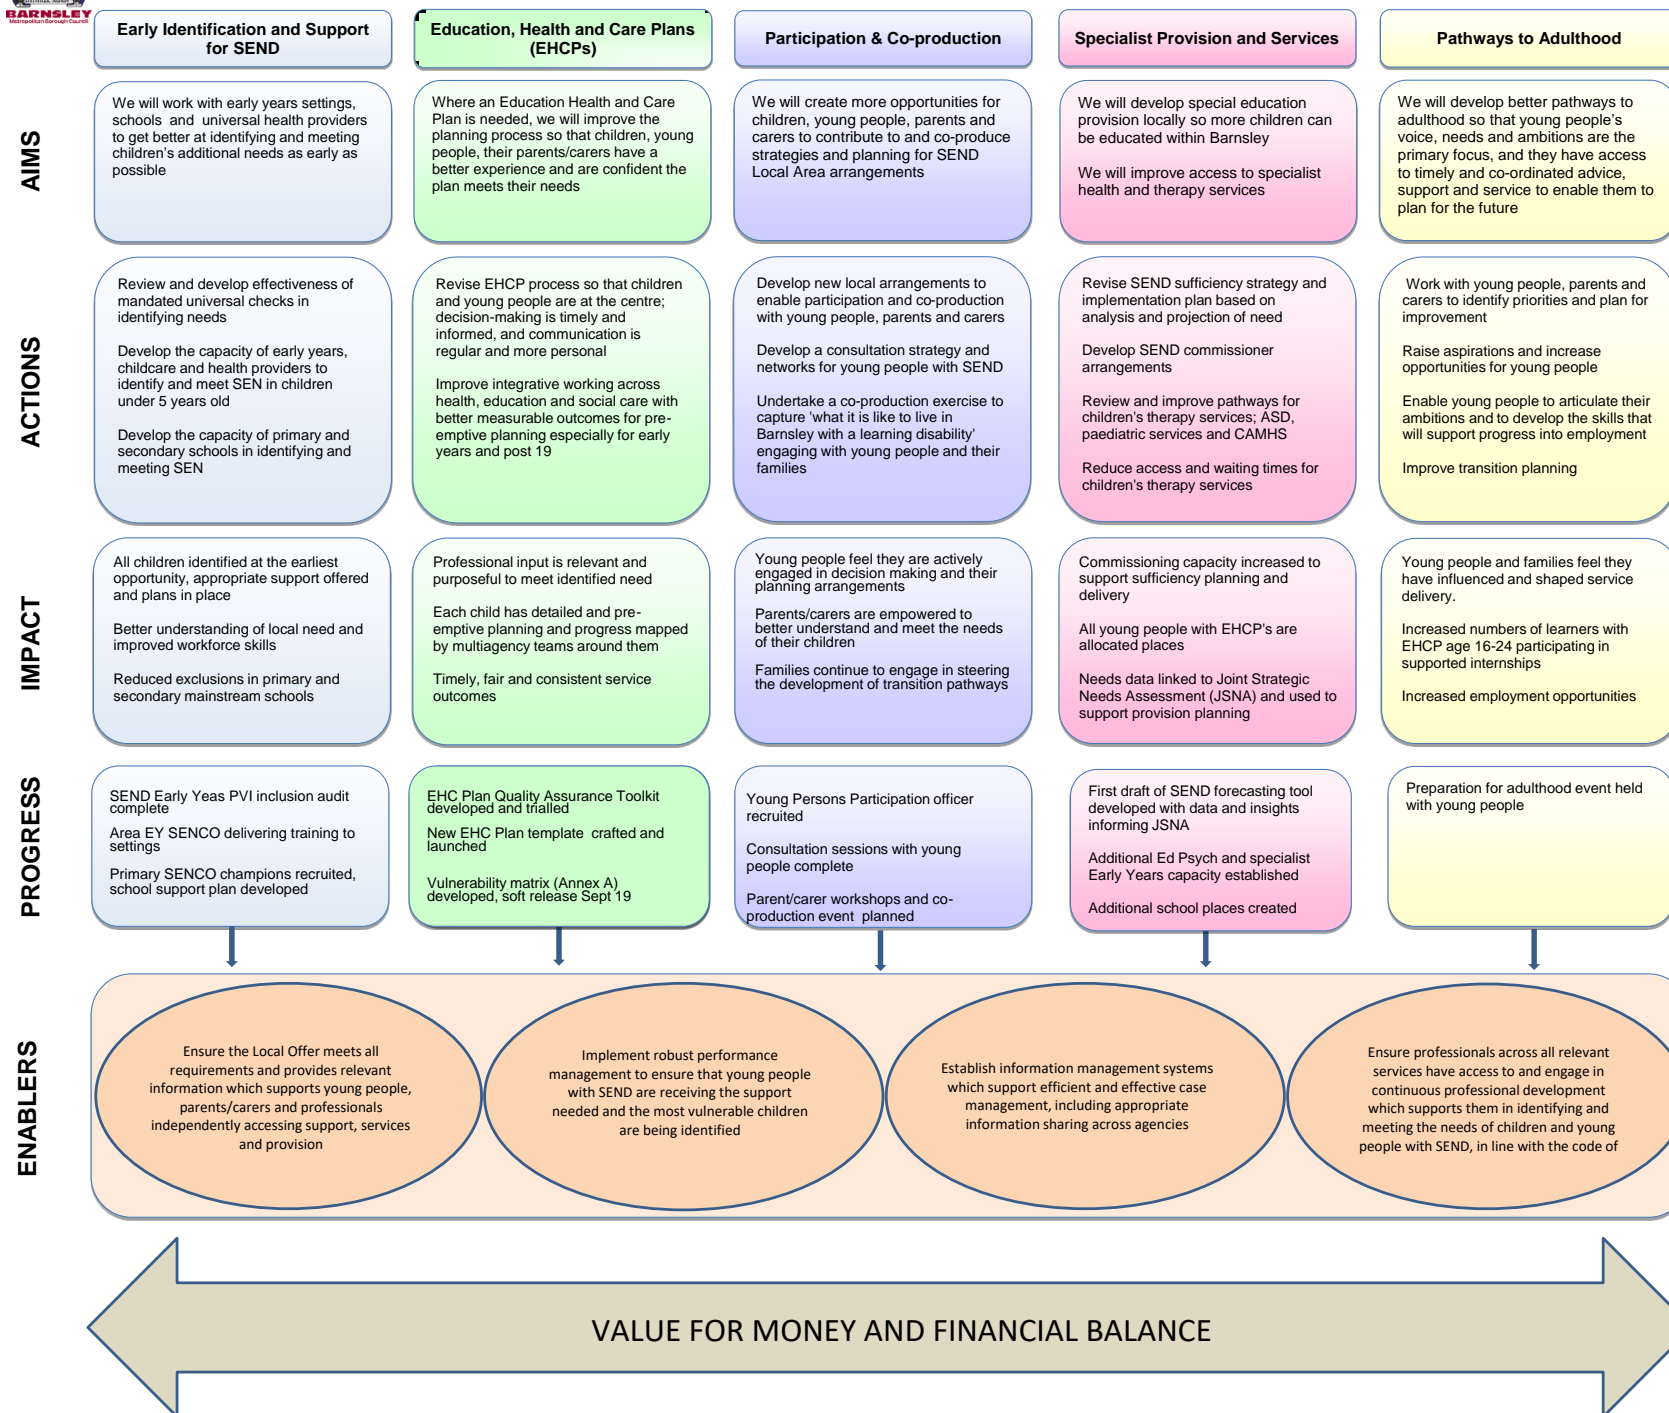 BARNSLEY
Metropolitan Borough Council
Early Identification and Support
for SEND
Education, Health and Care Plans
(EHCPs)
Participation & Co-production
Specialist Provision and Services
Pathways to Adulthood
AIMS
We will work with early years settings,
schools and universal health providers
to get better at identifying and meeting
children's additional needs as early as
possible
Where an Education Health and Care
Plan is needed, we will improve the
planning process so that children, young
people, their parents/carers have a
better experience and are confident the
plan meets their needs
We will create more opportunities for
children, young people, parents and
carers to contribute to and co-produce
strategies and planning for SEND
Local Area arrangements
We will develop special education
provision locally so more children can
be educated within Barnsley
We will improve access to specialist
health and therapy services
We will develop better pathways to
adulthood so that young people's
voice, needs and ambitions are the
primary focus, and they have access
to timely and co-ordinated advice,
support and service to enable them to
plan for the future
ACTIONS
Review and develop effectiveness of
mandated universal checks in
identifying needs
Develop the capacity of early years,
childcare and health providers to
identify and meet SEN in children
under 5 years old
Develop the capacity of primary and
secondary schools in identifying and
meeting SEN
Revise EHCP process so that children
and young people are at the centre;
decision-making is timely and
informed, and communication is
regular and more personal
Improve integrative working across
health, education and social care with
better measurable outcomes for pre-
emptive planning especially for early
years and post 19
Develop new local arrangements to
enable participation and co-production
with young people, parents and carers
Develop a consultation strategy and
networks for young people with SEND
Undertake a co-production exercise to
capture 'what it is like to live in
Barnsley with a learning disability'
engaging with young people and their
families
Revise SEND sufficiency strategy and
implementation plan based on
analysis and projection of need
Develop SEND commissioner
arrangements
Review and improve pathways for
children's therapy services; ASD,
paediatric services and CAMHS
Reduce access and waiting times for
children's therapy services
Work with young people, parents and
carers to identify priorities and plan for
improvement
Raise aspirations and increase
opportunities for young people
Enable young people to articulate their
ambitions and to develop the skills that
will support progress into employment
Improve transition planning
IMPACT
All children identified at the earliest
opportunity, appropriate support offered
and plans in place
Better understanding of local need and
improved workforce skills
Reduced exclusions in primary and
secondary mainstream schools
Professional input is relevant and
purposeful to meet identified need
Each child has detailed and pre-
emptive planning and progress mapped
by multiagency teams around them
Timely, fair and consistent service
outcomes
Young people feel they are actively
engaged in decision making and their
planning arrangements
Parents/carers are empowered to
better understand and meet the needs
of their children
Families continue to engage in steering
the development of transition pathways
Commissioning capacity increased to
support sufficiency planning and
delivery
All young people with EHCP's are
allocated places
Needs data linked to Joint Strategic
Needs Assessment (JSNA) and used to
support provision planning
Young people and families feel they
have influenced and shaped service
delivery.
Increased numbers of learners with
EHCP age 16-24 participating in
supported internships
Increased employment opportunities
PROGRESS
SEND Early Yeas PVI inclusion audit
complete
Area EY SENCO delivering training to
settings
Primary SENCO champions recruited,
school support plan developed
EHC Plan Quality Assurance Toolkit
developed and trialled
New EHC Plan template crafted and
launched
Vulnerability matrix (Annex A)
developed, soft release Sept 19
Young Persons Participation officer
recruited
Consultation sessions with young
people complete
Parent/carer workshops and co-
production event planned
First draft of SEND forecasting tool
developed with data and insights
informing JSNA
Additional Ed Psych and specialist
Early Years capacity established
Additional school places created
Preparation for adulthood event held
with young people
ENABLERS
Ensure the Local Offer meets all
requirements and provides relevant
information which supports young people,
parents/carers and professionals
independently accessing support, services
and provision
Implement robust performance
management to ensure that young people
with SEND are receiving the support
needed and the most vulnerable children
are being identified
Establish information management systems
which support efficient and effective case
management, including appropriate
information sharing across agencies
Ensure professionals across all relevant
services have access to and engage in
continuous professional development
which supports them in identifying and
meeting the needs of children and young
people with SEND, in line with the code of
VALUE FOR MONEY AND FINANCIAL BALANCE